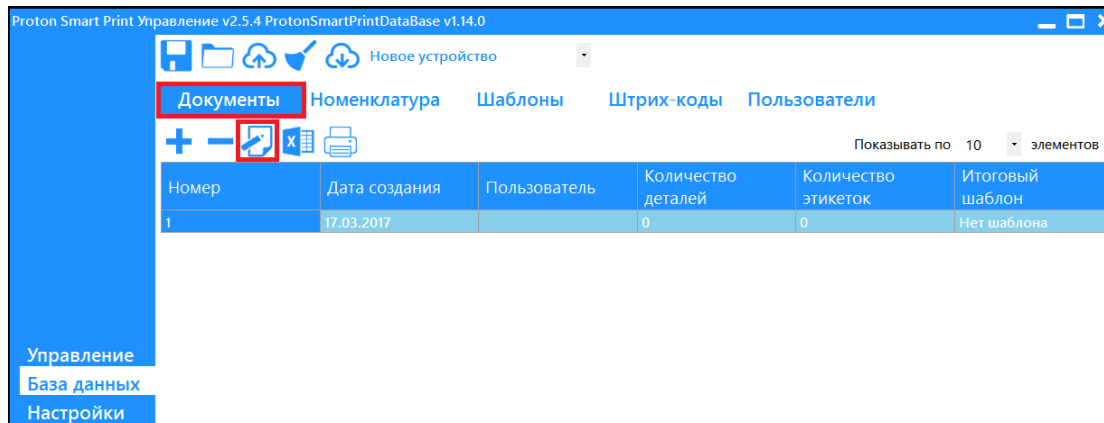 Proton Smart Print Управление v2.5.4 ProtonSmartPrintDataBase v1.14.0
Новое устройство
Документы Номенклатура Шаблоны Штрих-коды Пользователи
Показывать по 10 элементов
Номер Дата создания Пользователь Количество деталей Количество этикеток Итоговый шаблон
1 17.03.2017 0 0 Нет шаблона
Управление
База данных
Настройки